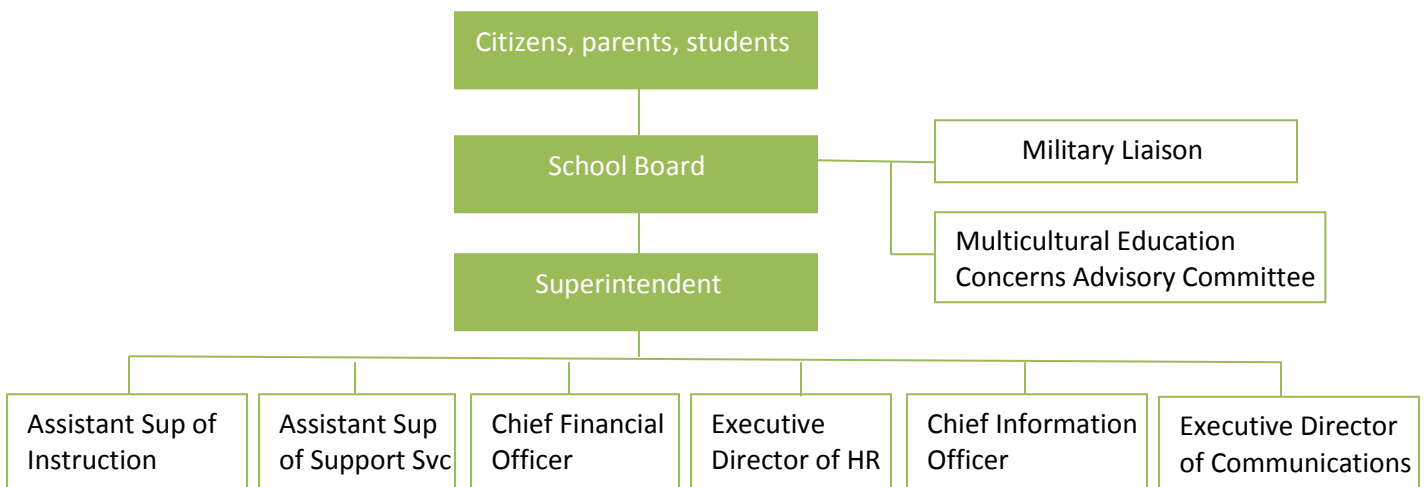 Citizens, parents, students
School Board
Military Liaison
Multicultural Education
Concerns Advisory Committee
Superintendent
Assistant Sup of
Instruction
Assistant Sup
of Support Svc
Chief Financial
Officer
Executive
Director of HR
Chief Information
Officer
Executive Director
of Communications